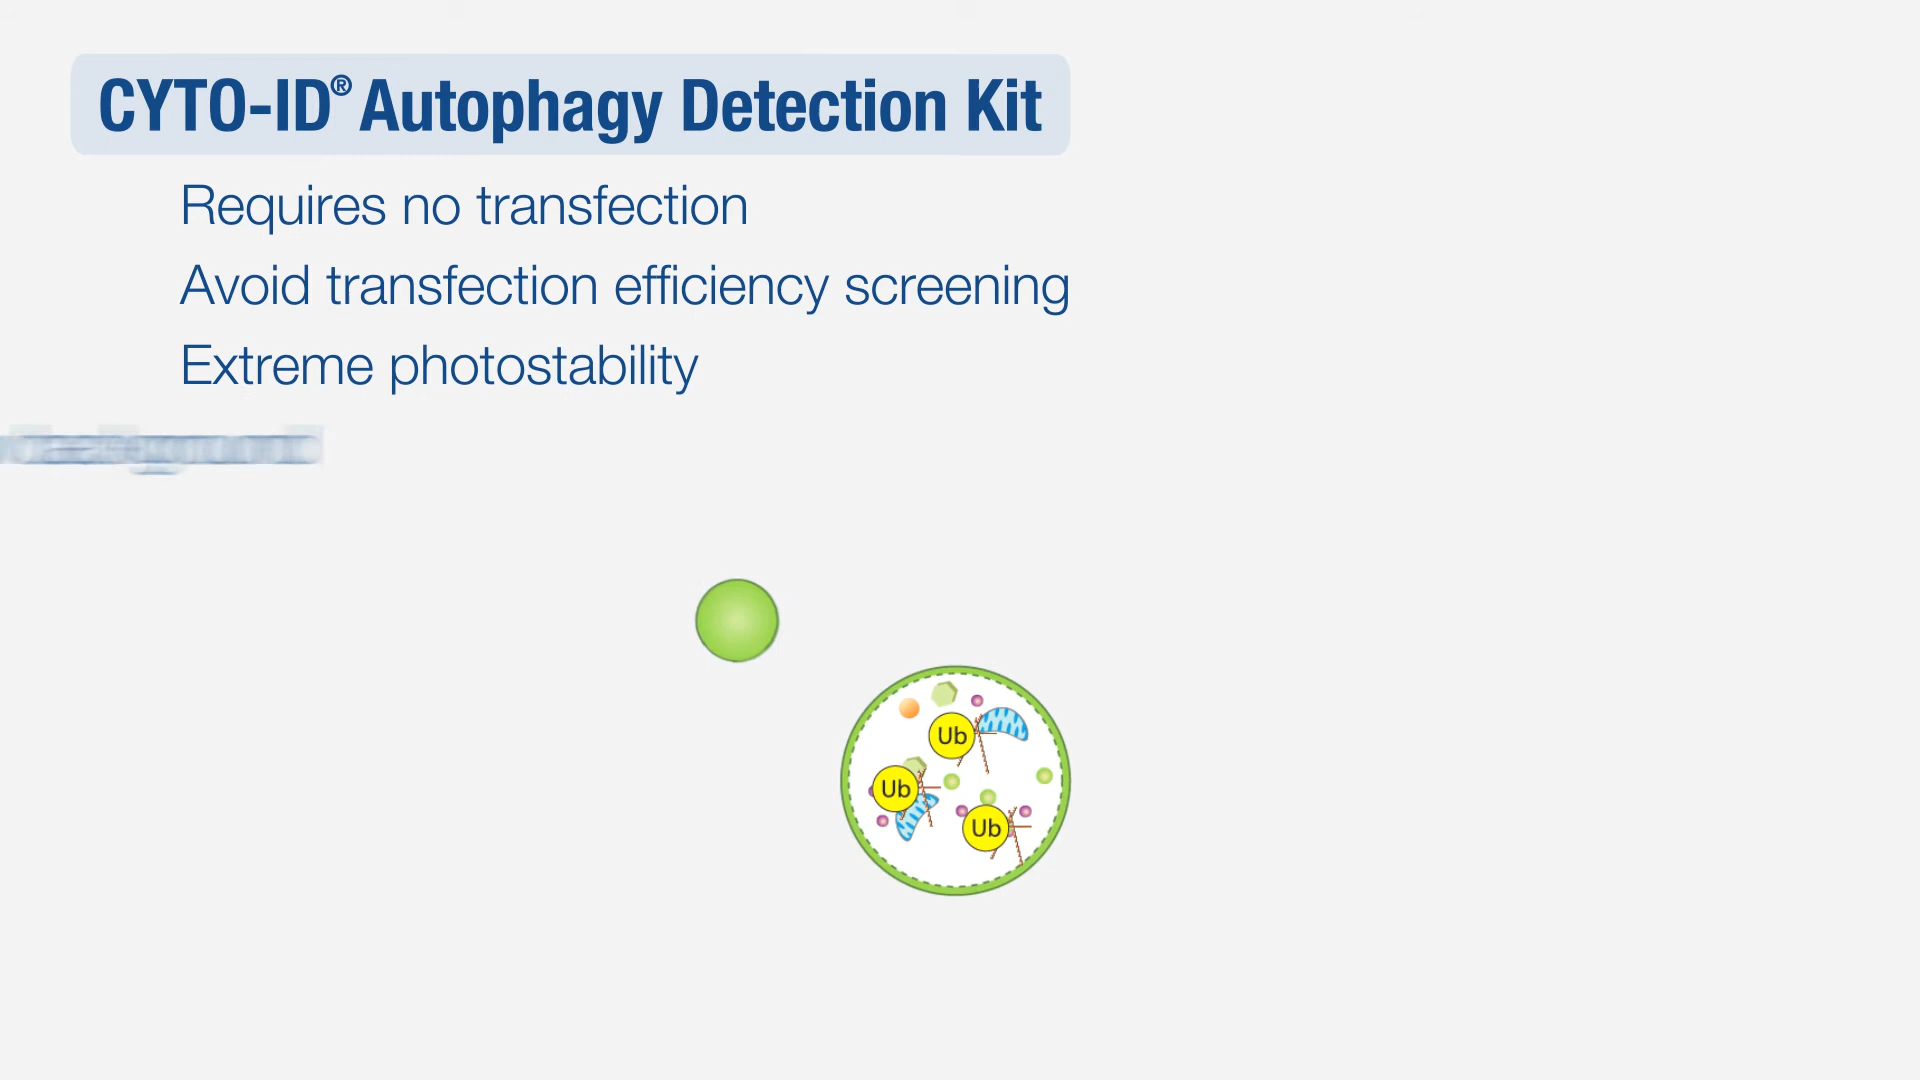 CYTO-ID® Autophagy Detection Kit
Requires no transfection
Avoid transfection efficiency screening
Extreme photostability
Ub
Ub
Ub